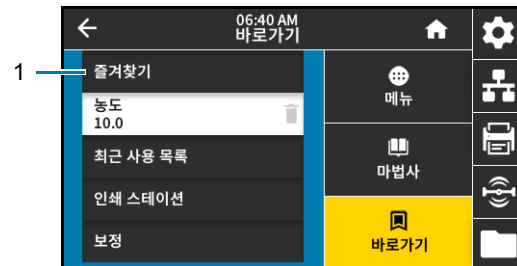 06:40 AM
바로가기
1
즐겨찾기
농도
10.0
최근 사용 목록
인쇄 스테이션
보정
메뉴
마법사
바로가기